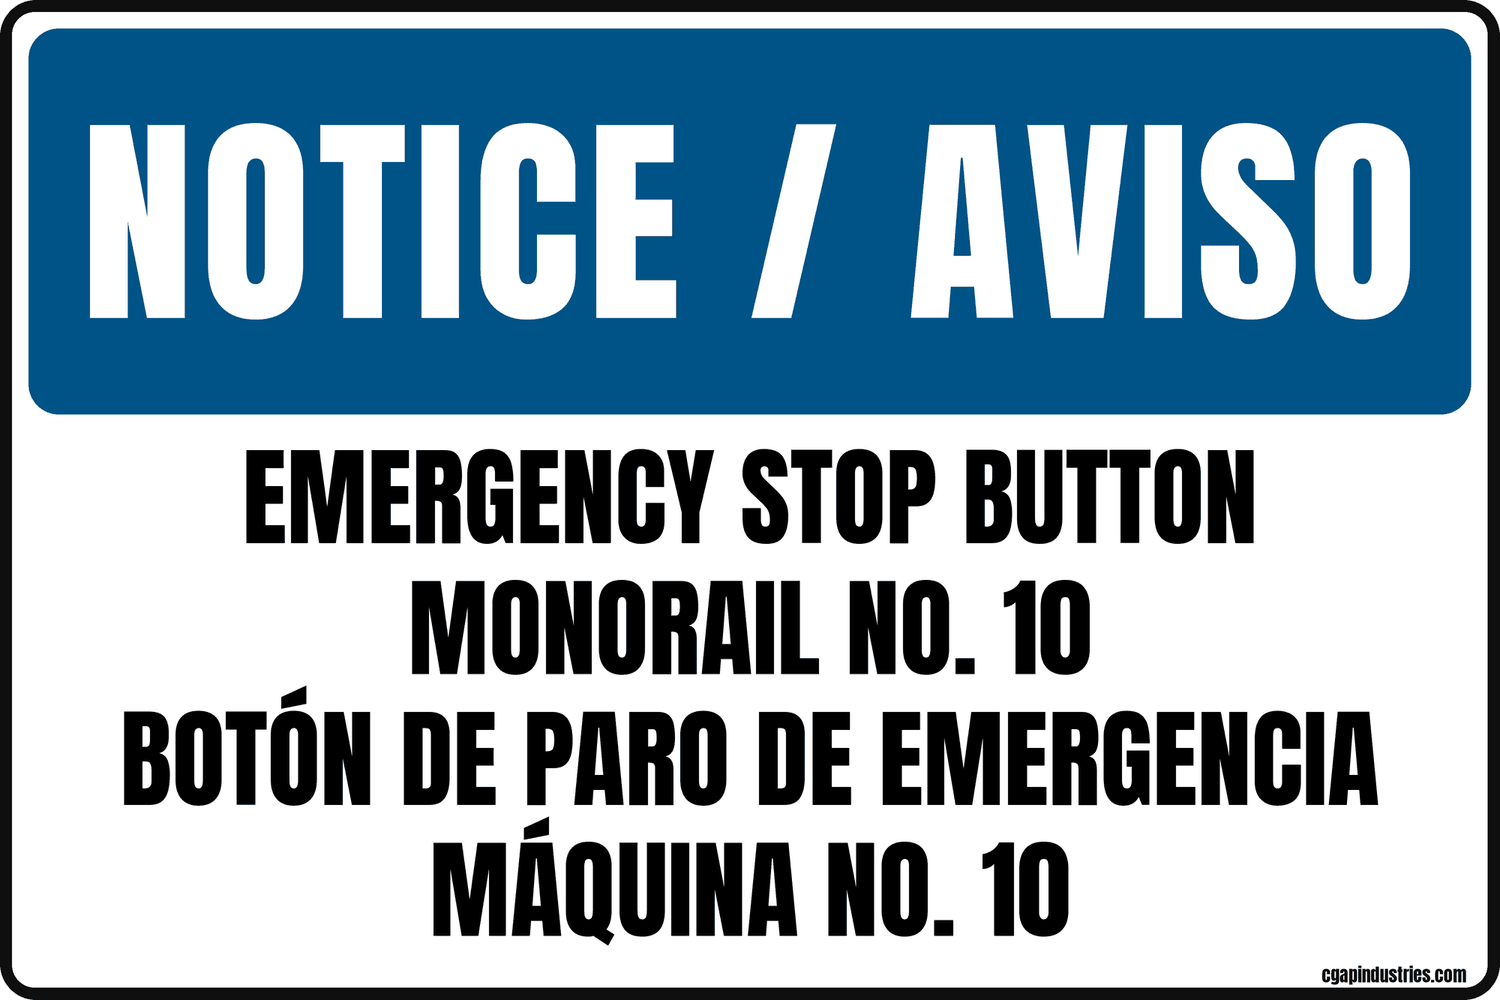 NOTICE / AVISO
EMERGENCY STOP BUTTON
MONORAIL NO. 10
BOTÓN DE PARO DE EMERGENCIA
MÁQUINA NO. 10
cgapindustries.com